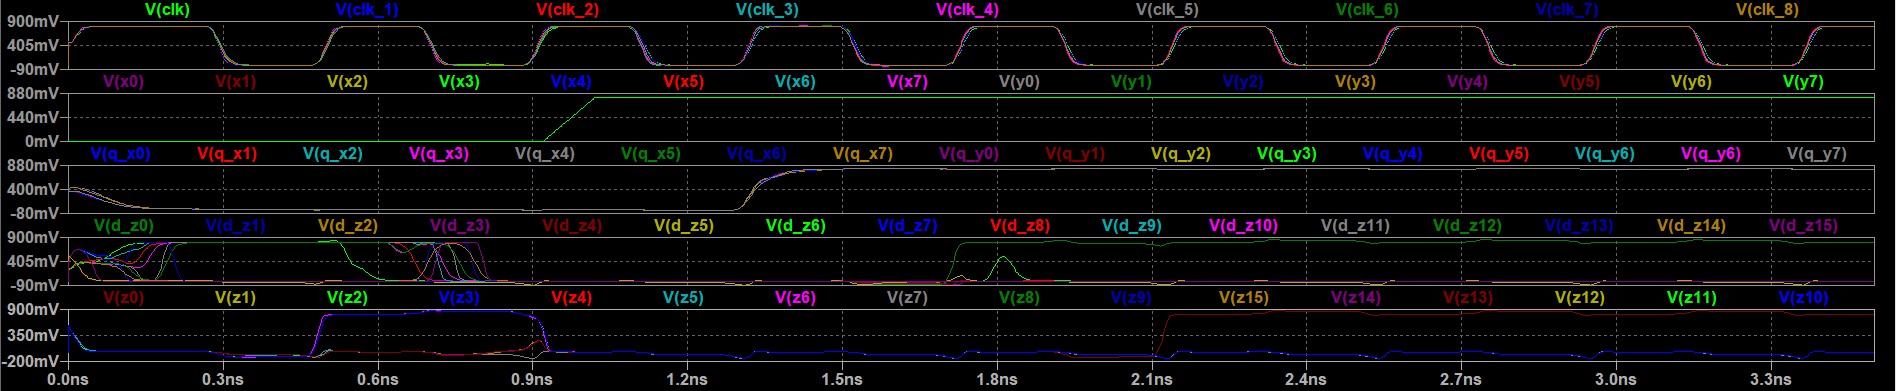 V(clk) V(clk_1) V(clk_2) V(clk_3) V(clk_4) V(clk_5) V(clk_6) V(clk_7) V(clk_8)
900mV
405mV
-90mV
V(x0) V(x1) V(x2) V(x3) V(x4) V(x5) V(x6) V(x7) V(y0) V(y1) V(y2) V(y3) V(y4) V(y5) V(y6) V(y7)
880mV
440mV
0mV
V(q_x0) V(q_x1) V(q_x2) V(q_x3) V(q_x4) V(q_x5) V(q_x6) V(q_x7) V(q_y0) V(q_y1) V(q_y2) V(q_y3) V(q_y4) V(q_y5) V(q_y6) V(q_y6) V(q_y7)
880mV
400mV
-80mV
V(d_z0) V(d_z1) V(d_z2) V(d_z3) V(d_z4) V(d_z5) V(d_z6) V(d_z7) V(d_z8) V(d_z9) V(d_z10) V(d_z11) V(d_z12) V(d_z13) V(d_z14) V(d_z15)
900mV
405mV
-90mV
V(z0) V(z1) V(z2) V(z3) V(z4) V(z5) V(z6) V(z7) V(z8) V(z9) V(z15) V(z14) V(z13) V(z12) V(z11) V(z10)
900mV
350mV
-200mV
0.0ns 0.3ns 0.6ns 0.9ns 1.2ns 1.5ns 1.8ns 2.1ns 2.4ns 2.7ns 3.0ns 3.3ns